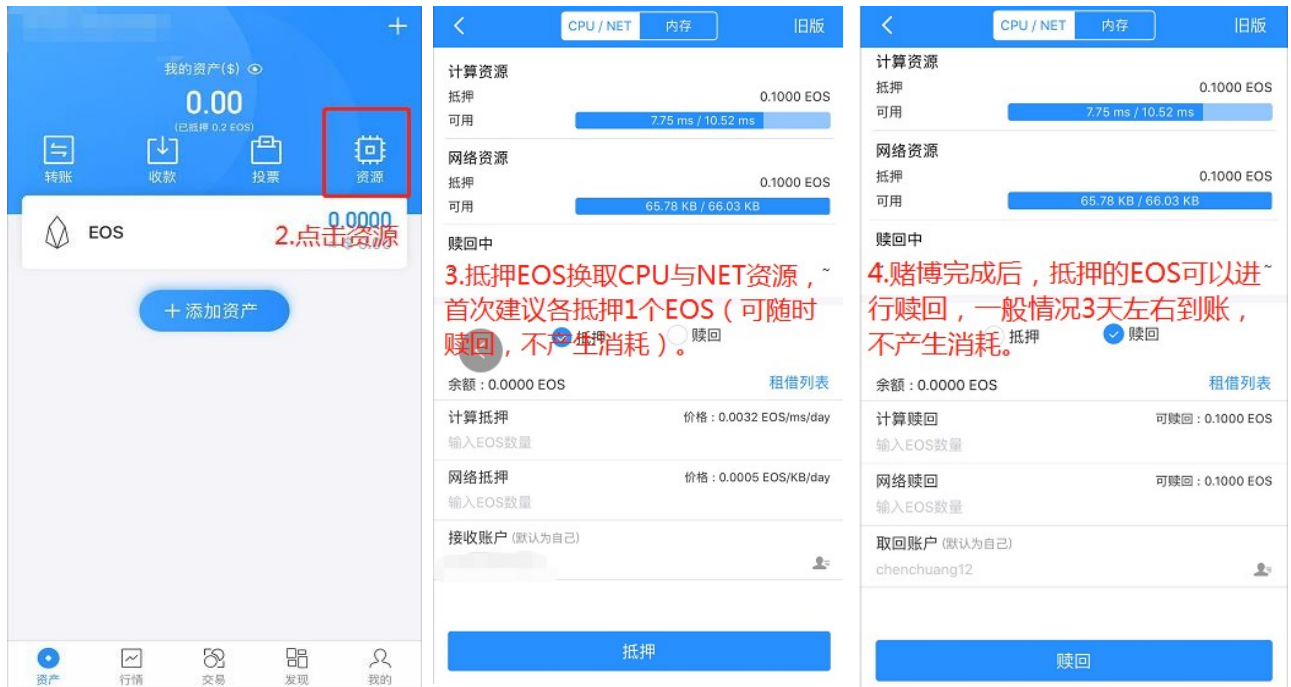 我的资产($)
0.00
(已抵押 0.2 EOS)
转账
收款
投票
资源
EOS
0.0000
2.点击资源
+ 添加资产
资产
行情
交易
发现
我的
CPU / NET
内存
旧版
计算资源
抵押
0.1000 EOS
可用
7.75 ms / 10.52 ms
网络资源
抵押
0.1000 EOS
可用
65.78 KB / 66.03 KB
赎回中
~
3.抵押EOS换取CPU与NET资源，
首次建议各抵押1个EOS（可随时
赎回，不产生消耗）。
抵押
赎回
余额：0.0000 EOS
租借列表
计算抵押
价格：0.0032 EOS/ms/day
输入EOS数量
网络抵押
价格：0.0005 EOS/KB/day
输入EOS数量
接收账户 (默认为自己)
抵押
CPU / NET
内存
旧版
计算资源
抵押
0.1000 EOS
可用
7.75 ms / 10.52 ms
网络资源
抵押
0.1000 EOS
可用
65.78 KB / 66.03 KB
赎回中
~
4.赌博完成后，抵押的EOS可以进
行赎回，一般情况3天左右到账，
不产生消耗。
抵押
赎回
余额：0.0000 EOS
租借列表
计算赎回
可赎回：0.1000 EOS
输入EOS数量
网络赎回
可赎回：0.1000 EOS
输入EOS数量
取回账户 (默认为自己)
chenchuang12
赎回